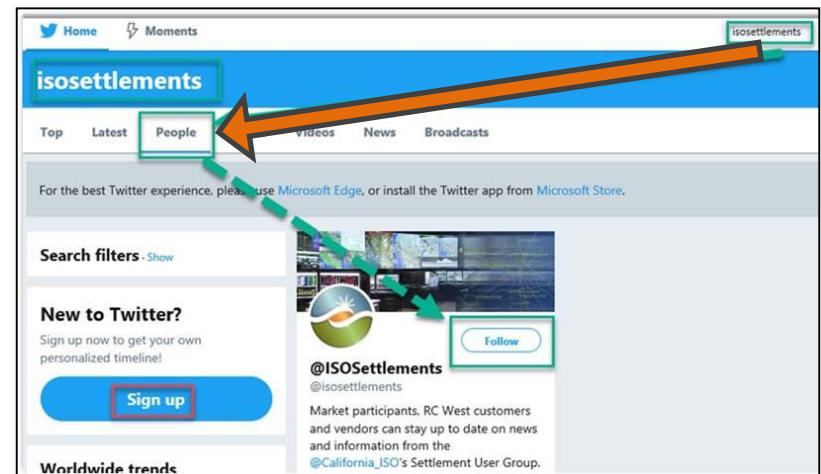 Home Moments
isosettlements
isosettlements
Top Latest People Videos News Broadcasts
For the best Twitter experience, please use Microsoft Edge, or install the Twitter app from Microsoft Store.
Search filters · Show
New to Twitter?
Sign up now to get your own
personalized timeline!
Sign up
Worldwide trends
Follow
@ISOSettlements
@isosettlements
Market participants, RC West customers
and vendors can stay up to date on news
and information from the
@California_ISO's Settlement User Group.